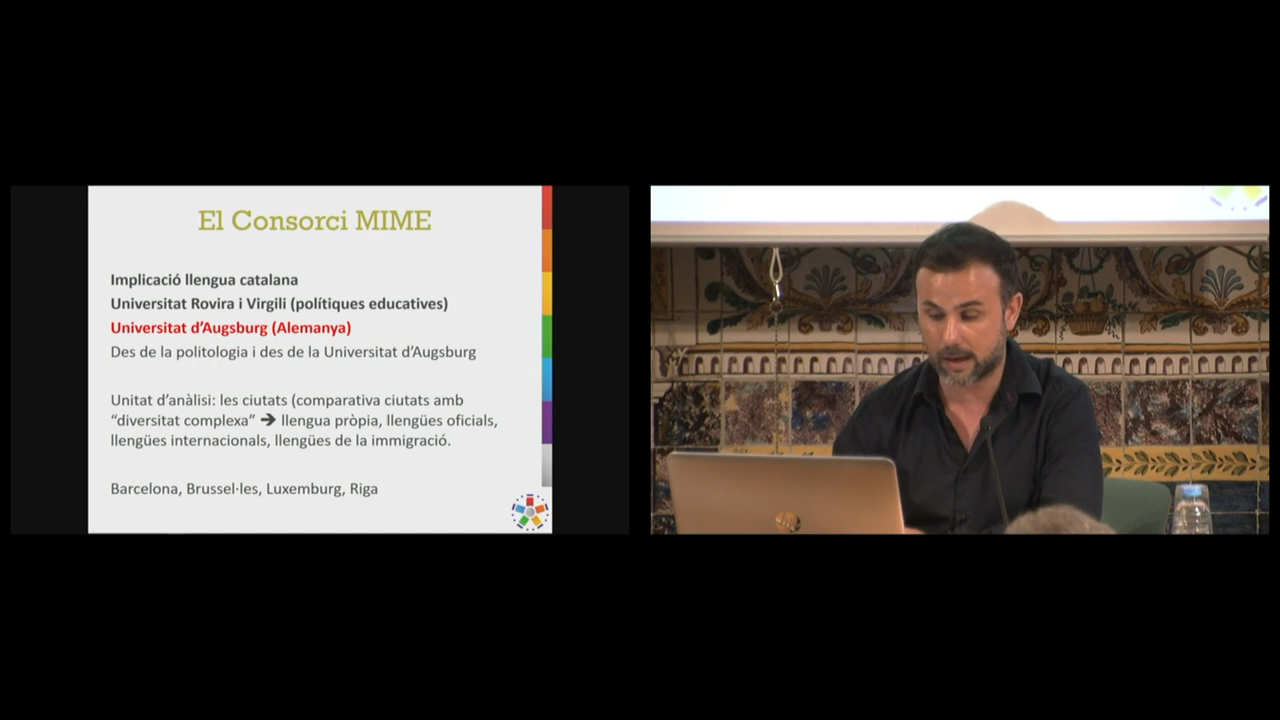 El Consorci MIME
Implicació llengua catalana
Universitat Rovira i Virgili (polítiques educatives)
Universitat d’Augsburg (Alemanya)
Des de la politologia i des de la Universitat d’Augsburg
Unitat d’anàlisi: les ciutats (comparativa ciutats amb
“diversitat complexa” ➔ llengua pròpia, llengües oficials,
llengües internacionals, llengües de la immigració.
Barcelona, Brussel·les, Luxemburg, Riga